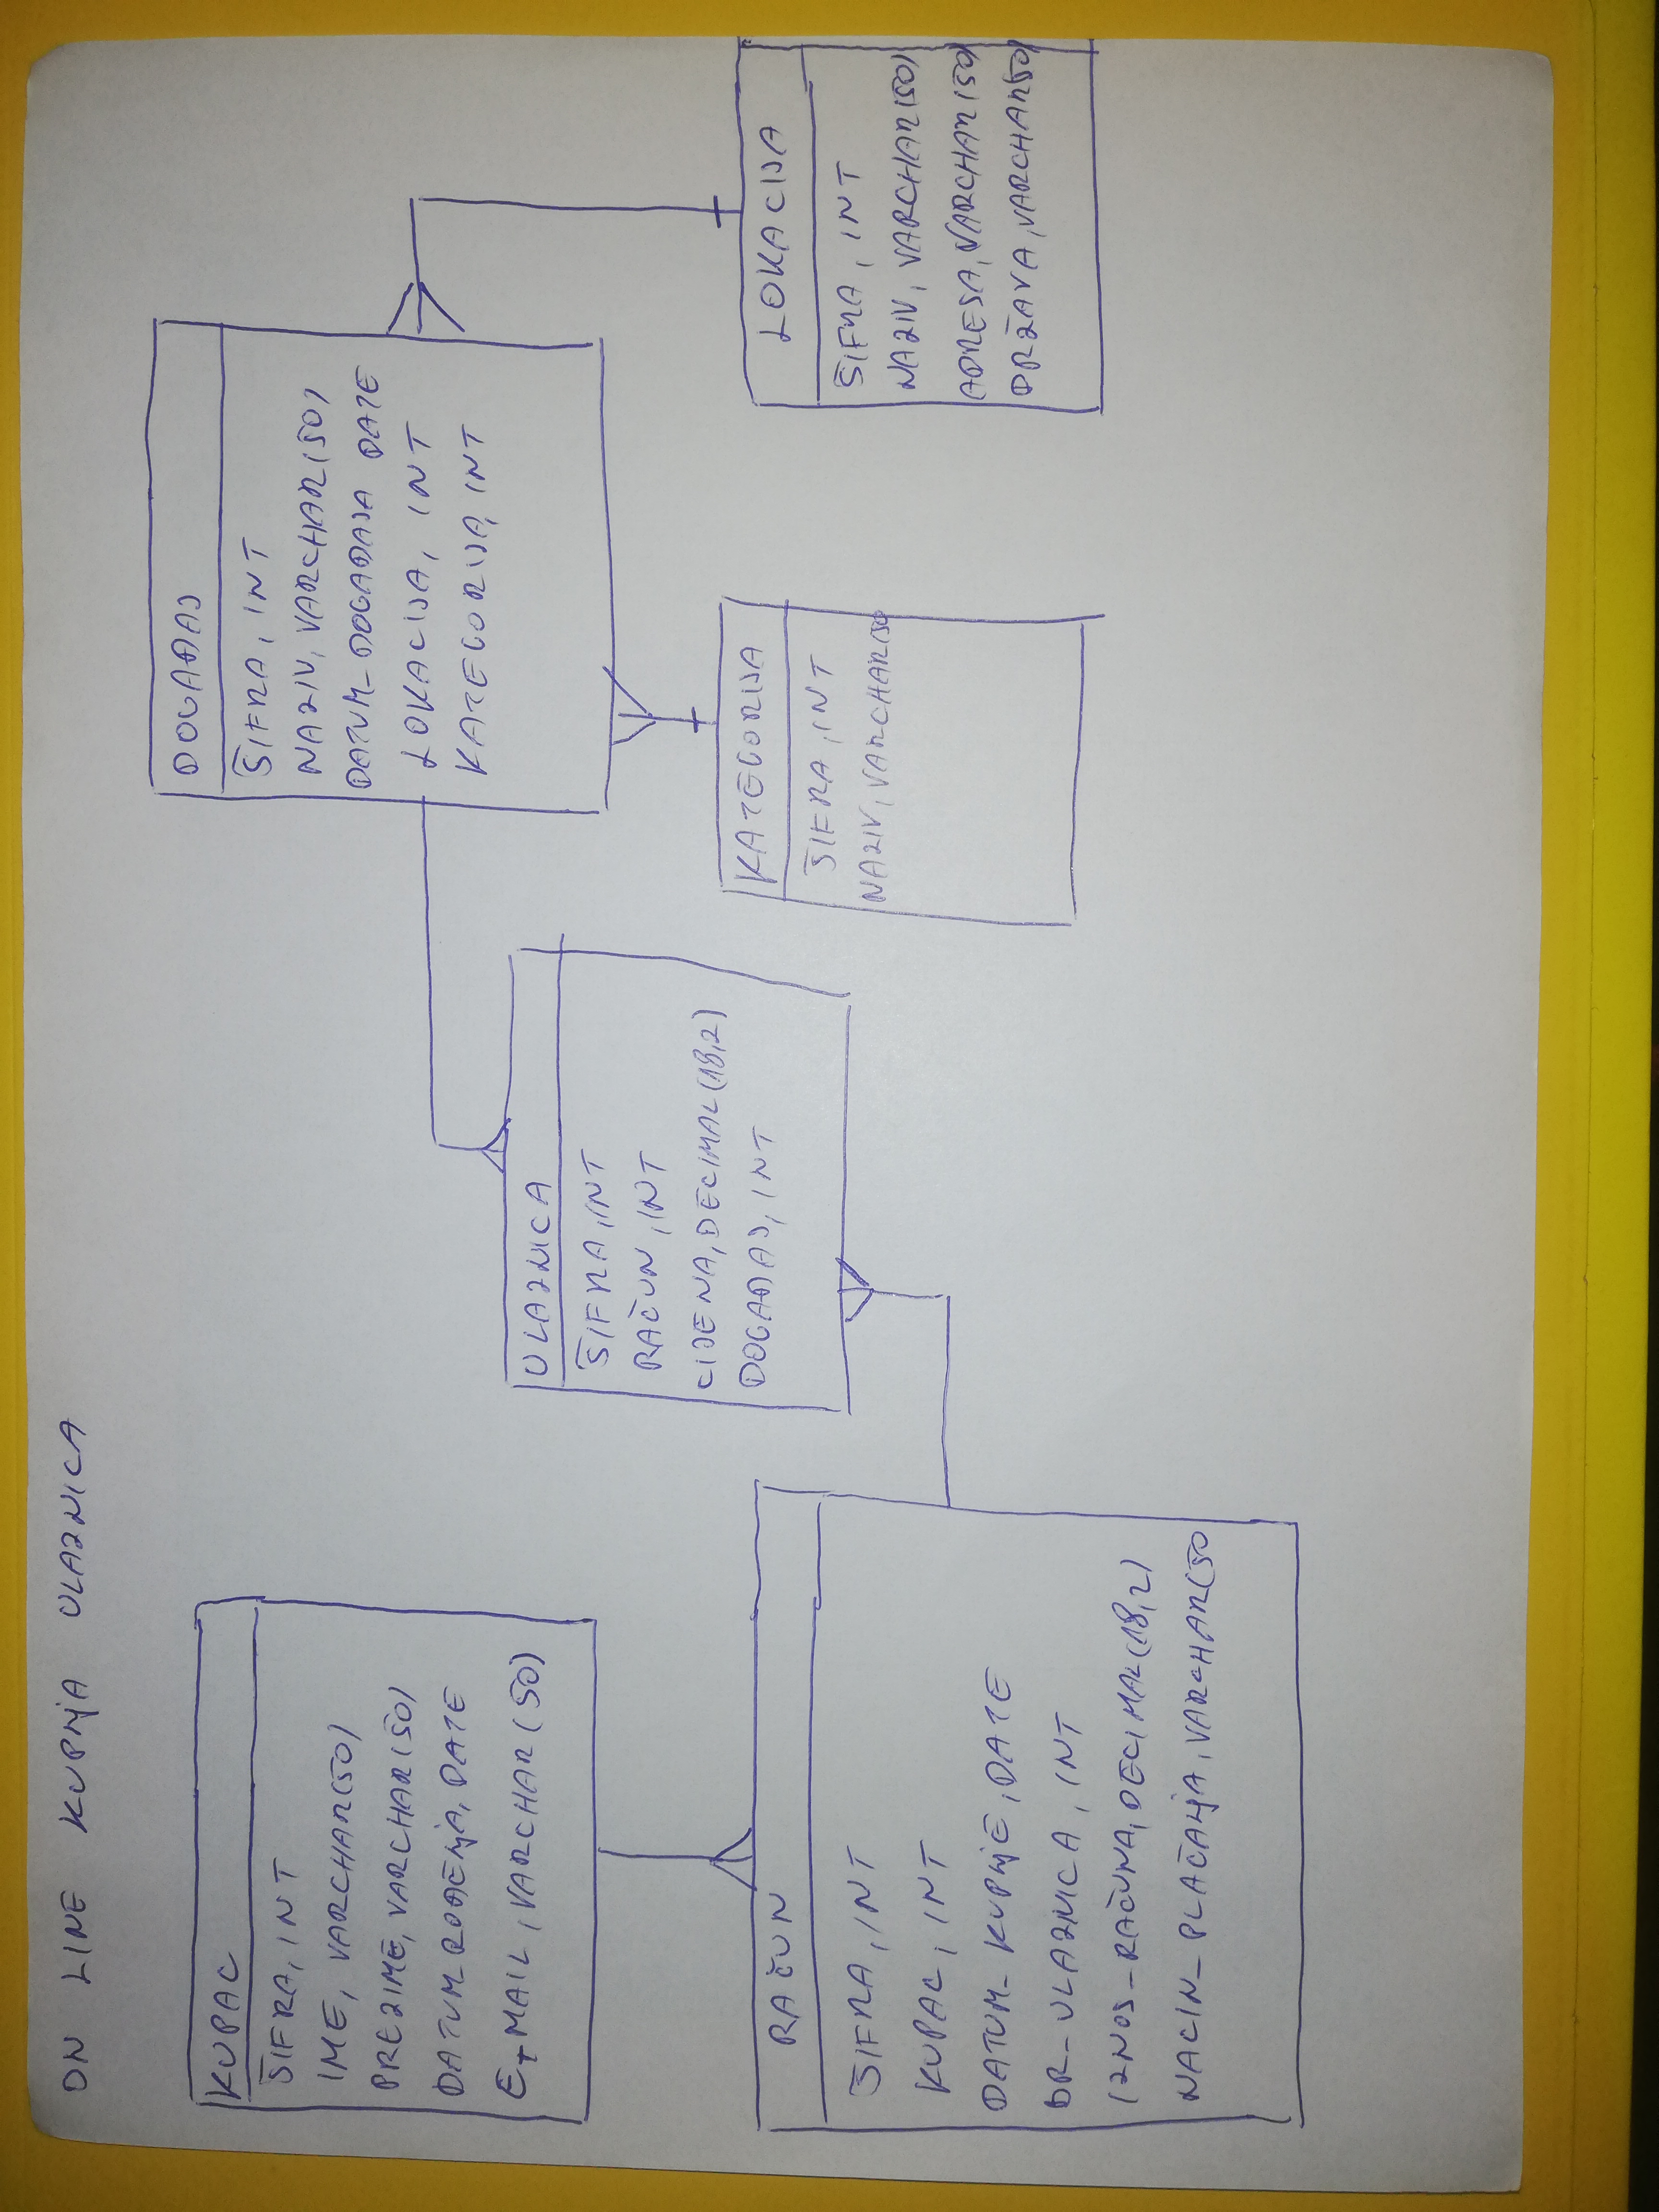 ON LINE KUPNJA ULAZNICA
KUPAC
ŠIFRA, INT
IME, VARCHAR(50)
PREZIME, VARCHAR(50)
DATUM_ROĐENJA, DATE
E-MAIL, VARCHAR(50)
RAČUN
ŠIFRA, INT
KUPAC, INT
DATUM_KUPNJE, DATE
BR_ULAZNICA, INT
IZNOS_RAČUNA, DECIMAL(18,2)
NACIN_PLAČANJA, VARCHAR(50
ULAZNICA
ŠIFRA, INT
RAČUN, INT
CIJENA, DECIMAL(18,2)
DOGAĐAJ, INT
DOGAĐAJ
ŠIFRA, INT
NAZIV, VARCHAR(50)
DATUM_DOGAĐAJA DATE
LOKACIJA, INT
KATEGORIJA, INT
KATEGORIJA
ŠIFRA, INT
NAZIV, VARCHAR(50
LOKACIJA
ŠIFRA, INT
NAZIV, VARCHAR(50)
ADRESA, VARCHAR(50)
DRŽAVA, VARCHAR(50)